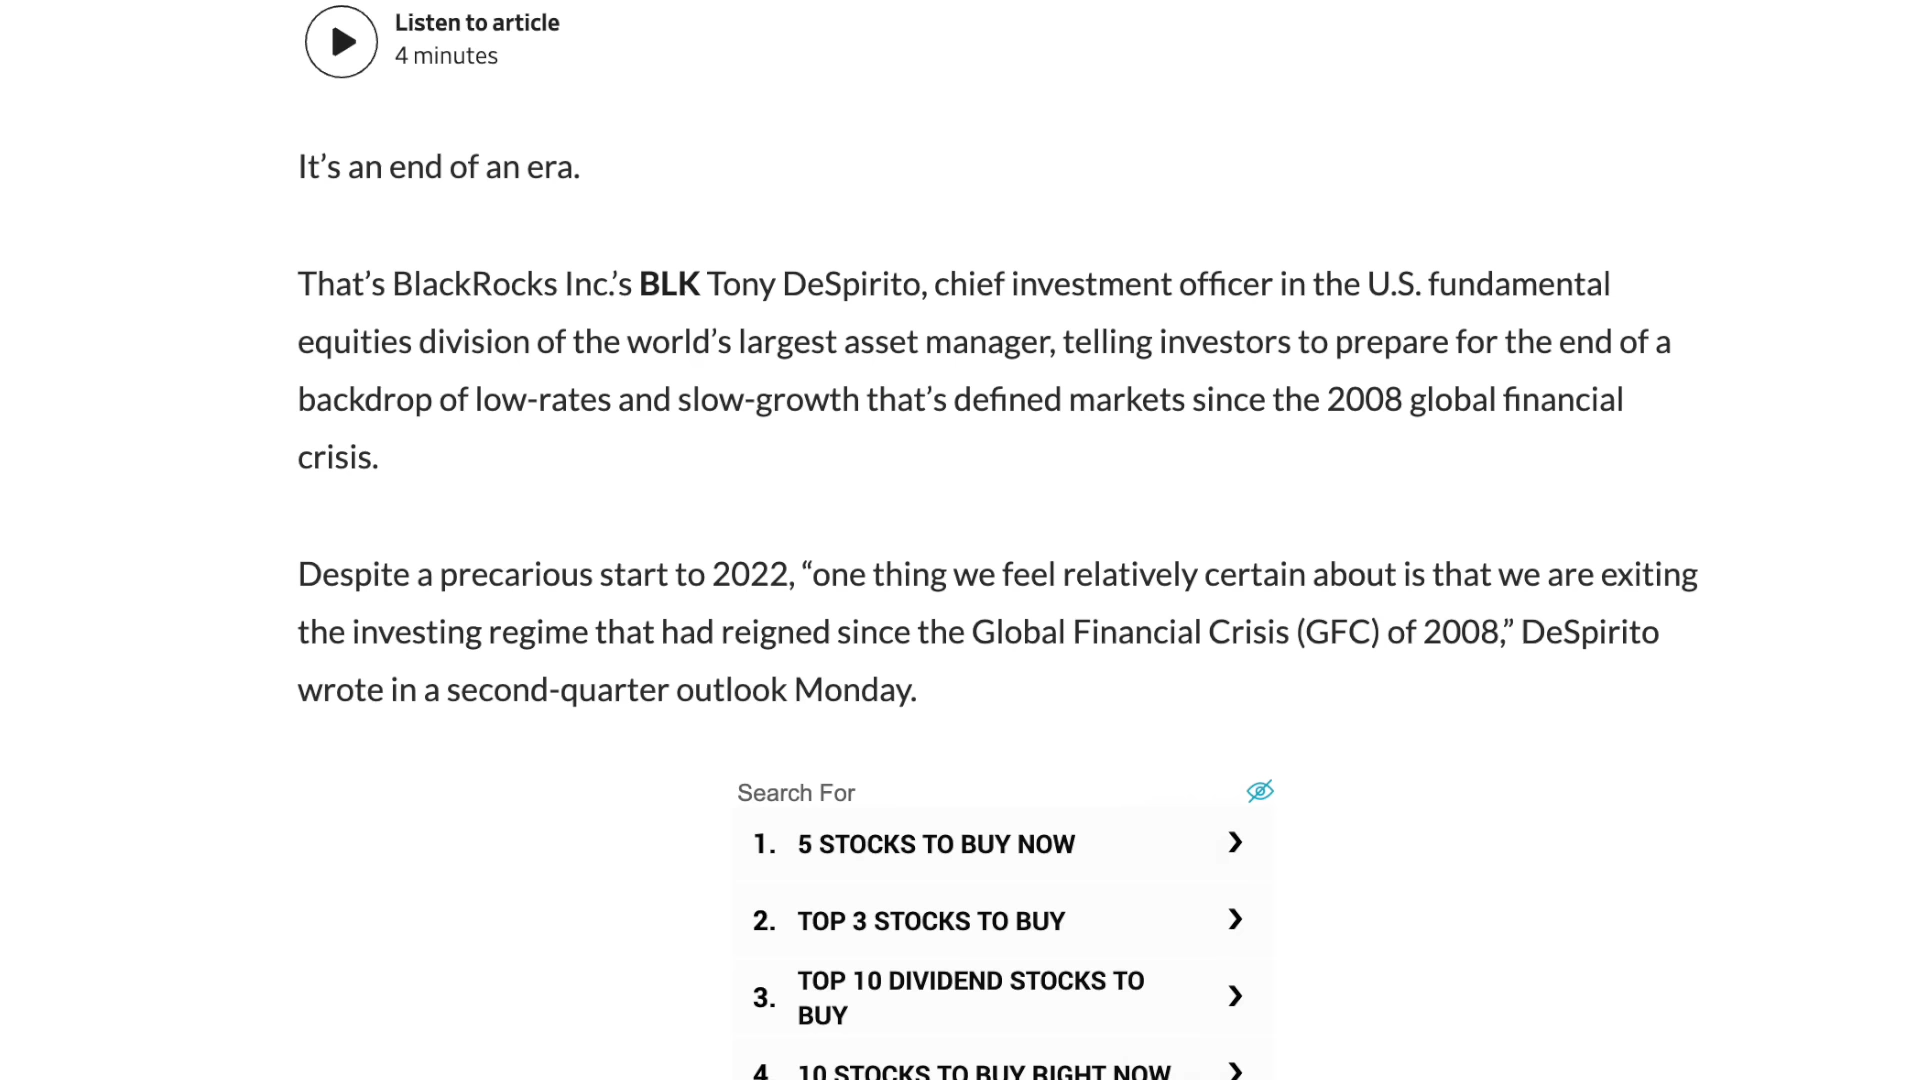 Listen to article
4 minutes
It’s an end of an era.
That’s BlackRocks Inc.’s BLK Tony DeSpirito, chief investment officer in the U.S. fundamental
equities division of the world’s largest asset manager, telling investors to prepare for the end of a
backdrop of low-rates and slow-growth that’s defined markets since the 2008 global financial
crisis.
Despite a precarious start to 2022, “one thing we feel relatively certain about is that we are exiting
the investing regime that had reigned since the Global Financial Crisis (GFC) of 2008,” DeSpirito
wrote in a second-quarter outlook Monday.
Search For
1. 5 STOCKS TO BUY NOW
2. TOP 3 STOCKS TO BUY
3. TOP 10 DIVIDEND STOCKS TO
BUY
4. 10 STOCKS TO BUY RIGHT NOW